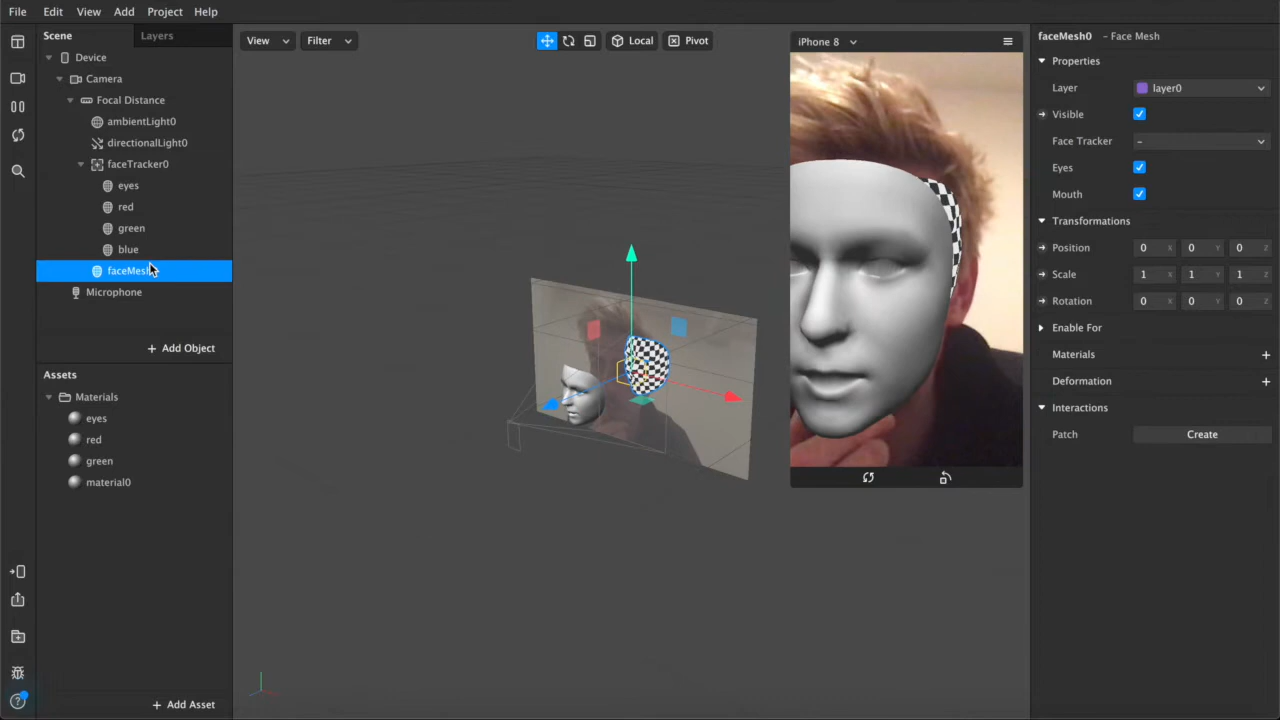 File Edit View Add Project Help
Scene Layers
Device
Camera
Focal Distance
ambientLight0
directionalLight0
faceTracker0
eyes
red
green
blue
Microphone
+ Add Object
Assets
Materials
eyes
red
green
material0
+ Add Asset
View Filter Local Pivot
iPhone 8
faceMesh0 – Face Mesh
Properties
Layer layer0
Visible
Face Tracker –
Eyes
Mouth
Transformations
Position 0 X 0 Y 0 Z
Scale 1 X 1 Y 1 Z
Rotation 0 X 0 Y 0 Z
Enable For
Materials +
Deformation +
Interactions
Patch Create